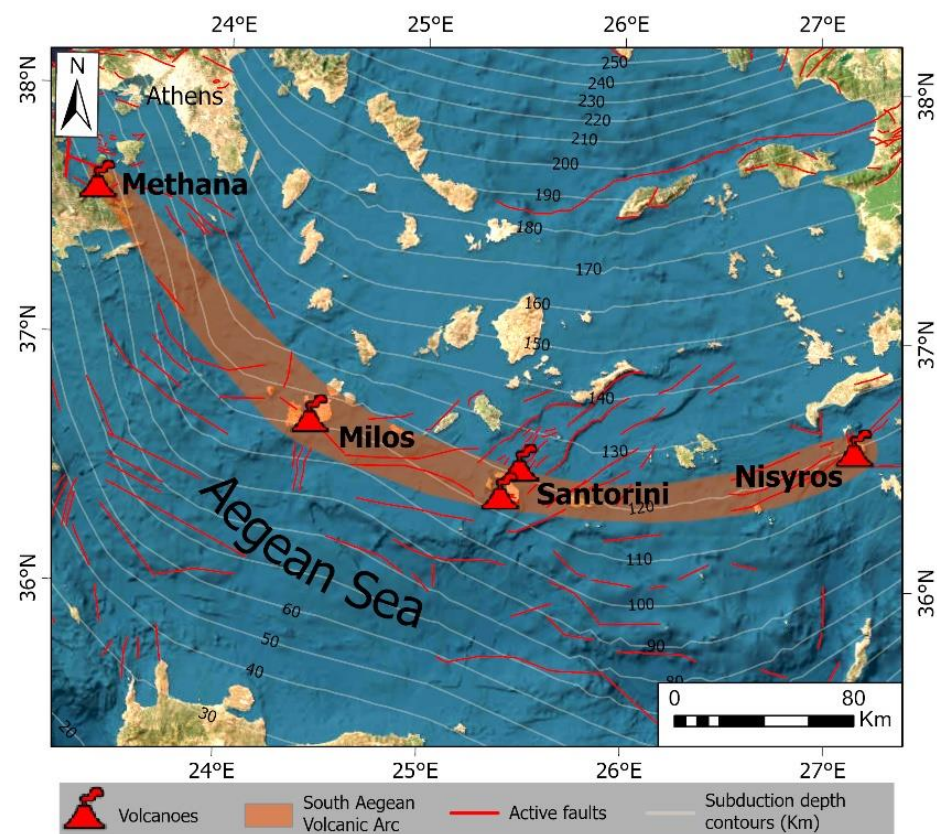 24°E
25°E
26°E
27°E
38°N
38°N
N
Athens
250
240
230
220
210
200
190
180
170
160
150
140
130
120
110
100
90
80
60
50
40
30
20
Methana
Milos
Santorini
Nisyros
Aegean Sea
37°N
37°N
36°N
36°N
0 80
Km
24°E
25°E
26°E
27°E
Volcanoes
South Aegean
Volcanic Arc
Active faults
Subduction depth
contours (Km)